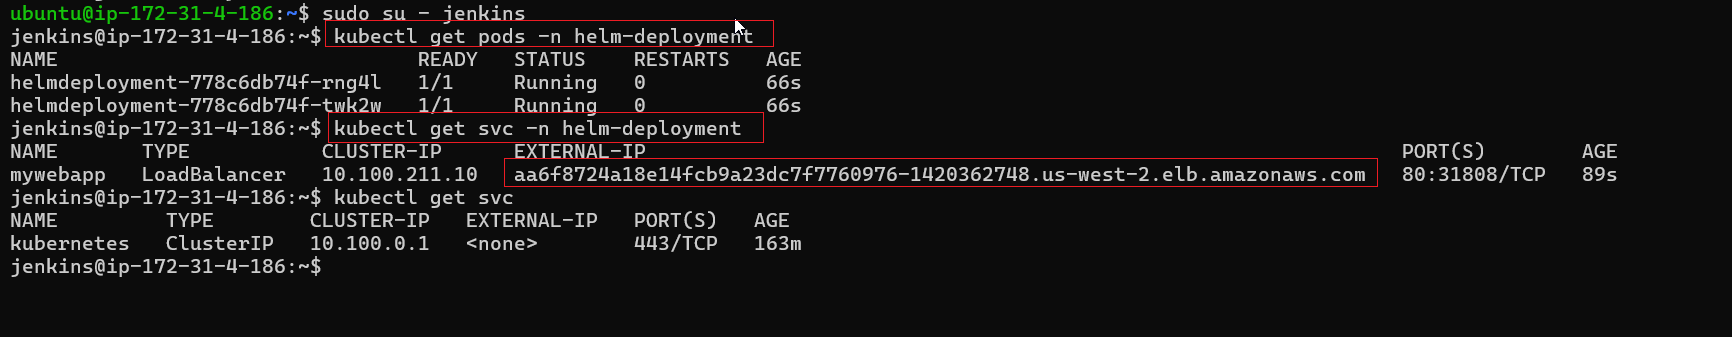 ubuntu@ip-172-31-4-186:~$ sudo su - jenkins
jenkins@ip-172-31-4-186:~$ kubectl get pods -n helm-deployment
NAME READY STATUS RESTARTS AGE
helmdeployment-778c6db74f-rng4l 1/1 Running 0 66s
helmdeployment-778c6db74f-twk2w 1/1 Running 0 66s
jenkins@ip-172-31-4-186:~$ kubectl get svc -n helm-deployment
NAME TYPE CLUSTER-IP EXTERNAL-IP PORT(S) AGE
mywebapp LoadBalancer 10.100.211.10 aa6f8724a18e14fcb9a23dc7f7760976-1420362748.us-west-2.elb.amazonaws.com 80:31808/TCP 89s
jenkins@ip-172-31-4-186:~$ kubectl get svc
NAME TYPE CLUSTER-IP EXTERNAL-IP PORT(S) AGE
kubernetes ClusterIP 10.100.0.1 <none> 443/TCP 163m
jenkins@ip-172-31-4-186:~$